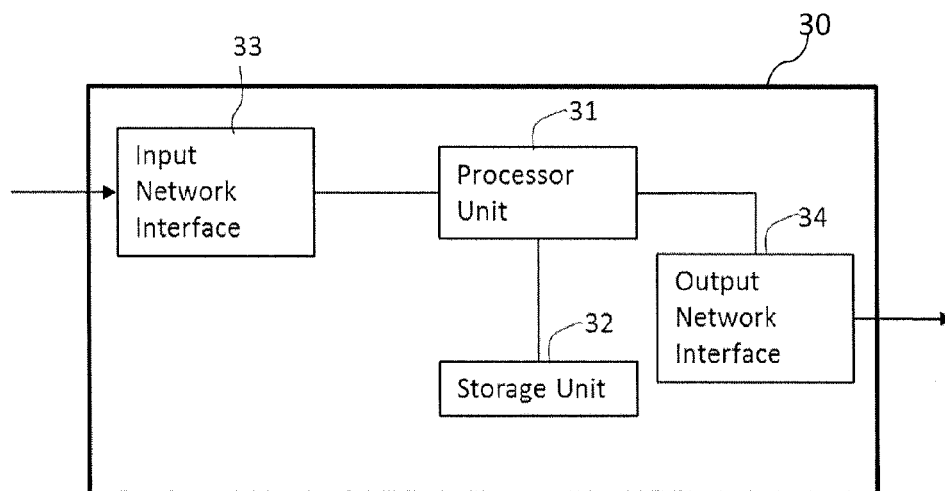 30
33
31
Input
Network
Interface
Processor
Unit
34
Output
Network
Interface
32
Storage Unit